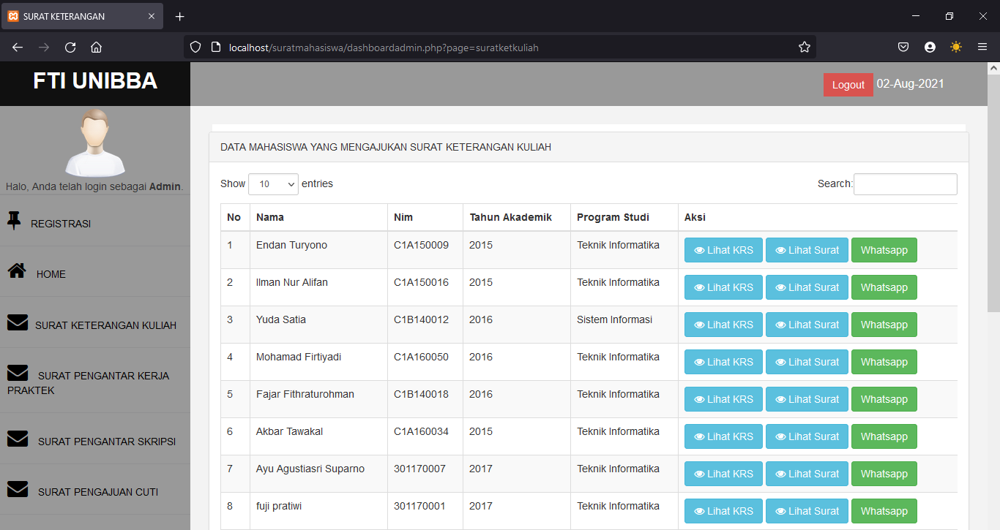 SURAT KETERANGAN
localhost/suratmahasiswa/dashboardadmin.php?page=suratketkuliah
FTI UNIBBA
Logout 02-Aug-2021
Halo, Anda telah login sebagai Admin.
REGISTRASI
HOME
SURAT KETERANGAN KULIAH
SURAT PENGANTAR KERJA
PRAKTEK
SURAT PENGANTAR SKRIPSI
SURAT PENGAJUAN CUTI
DATA MAHASISWA YANG MENGAJUKAN SURAT KETERANGAN KULIAH
Show 10 entries Search:
No Nama Nim Tahun Akademik Program Studi Aksi
1 Endan Turyono C1A150009 2015 Teknik Informatika Lihat KRS Lihat Surat Whatsapp
2 Ilman Nur Alifan C1A150016 2015 Teknik Informatika Lihat KRS Lihat Surat Whatsapp
3 Yuda Satia C1B140012 2016 Sistem Informasi Lihat KRS Lihat Surat Whatsapp
4 Mohamad Firtiyadi C1A160050 2016 Teknik Informatika Lihat KRS Lihat Surat Whatsapp
5 Fajar Fithraturohman C1B140018 2016 Teknik Informatika Lihat KRS Lihat Surat Whatsapp
6 Akbar Tawakal C1A160034 2015 Teknik Informatika Lihat KRS Lihat Surat Whatsapp
7 Ayu Agustiasri Suparno 301170007 2017 Teknik Informatika Lihat KRS Lihat Surat Whatsapp
8 fuji pratiwi 301170001 2017 Teknik Informatika Lihat KRS Lihat Surat Whatsapp